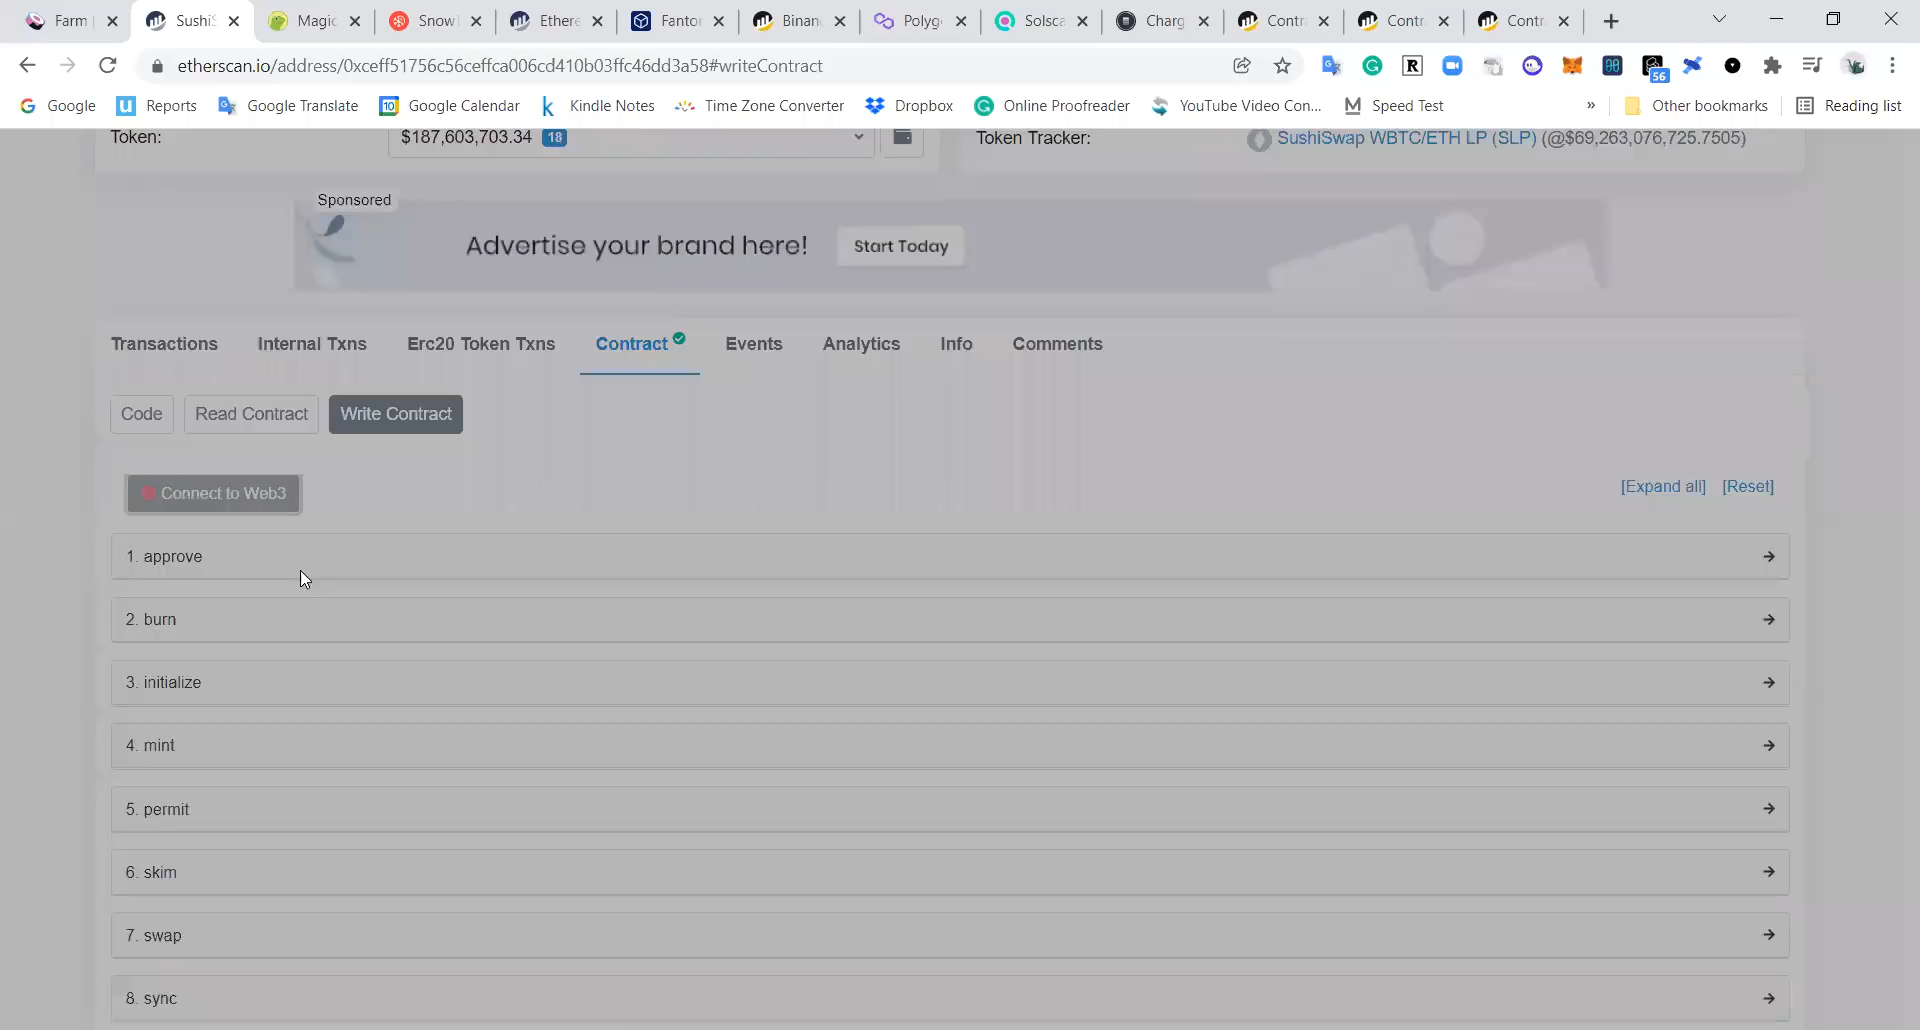 Farm
SushiS
Magic
Snow
Ethere
Fanto
Binan
Polyg
Solsca
Charg
Contr
Contr
Contr
etherscan.io/address/0xceff51756c56ceffca006cd410b03ffc46dd3a58#writeContract
56
Google
Reports
Google Translate
10 Google Calendar
Kindle Notes
Time Zone Converter
Dropbox
Online Proofreader
YouTube Video Con...
Speed Test
»
Other bookmarks
Reading list
Token:
$187,603,703.34 18
Token Tracker:
SushiSwap WBTC/ETH LP (SLP) (@$69,263,076,725.7505)
Sponsored
Advertise your brand here!
Start Today
Transactions
Internal Txns
Erc20 Token Txns
Contract
Events
Analytics
Info
Comments
Code
Read Contract
Write Contract
Connect to Web3
[Expand all]
[Reset]
1. approve
2. burn
3. initialize
4. mint
5. permit
6. skim
7. swap
8. sync